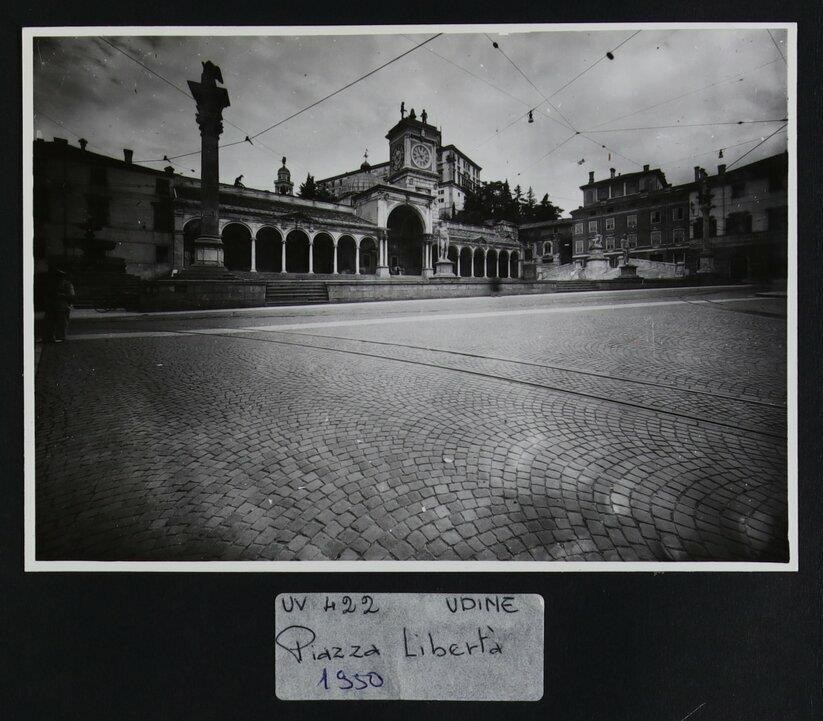 UV 422 UDINE
Piazza Libertà
1950